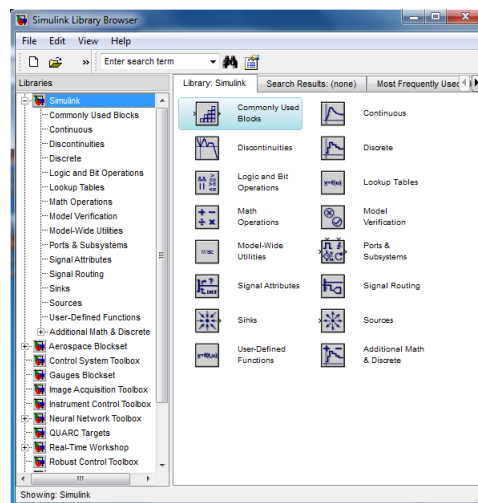 Simulink Library Browser
File Edit View Help
» Enter search term
Libraries
Library: Simulink Search Results: (none) Most Frequently Used
Simulink
Commonly Used Blocks
Continuous
Discontinuities
Discrete
Logic and Bit Operations
Lookup Tables
Math Operations
Model Verification
Model-Wide Utilities
Ports & Subsystems
Signal Attributes
Signal Routing
Sinks
Sources
User-Defined Functions
Additional Math & Discrete
Aerospace Blockset
Control System Toolbox
Gauges Blockset
Image Acquisition Toolbox
Instrument Control Toolbox
Neural Network Toolbox
QUARC Targets
Real-Time Workshop
Robust Control Toolbox
Commonly Used
Blocks
Continuous
Discontinuities
Discrete
Logic and Bit
Operations
y=f(u)
Lookup Tables
+ −
÷ ×
Math
Operations
Model
Verification
Misc
Model-Wide
Utilities
Ports &
Subsystems
Signal Attributes
Signal Routing
Sinks
Sources
y=f(u)
User-Defined
Functions
Additional Math
& Discrete
Showing: Simulink